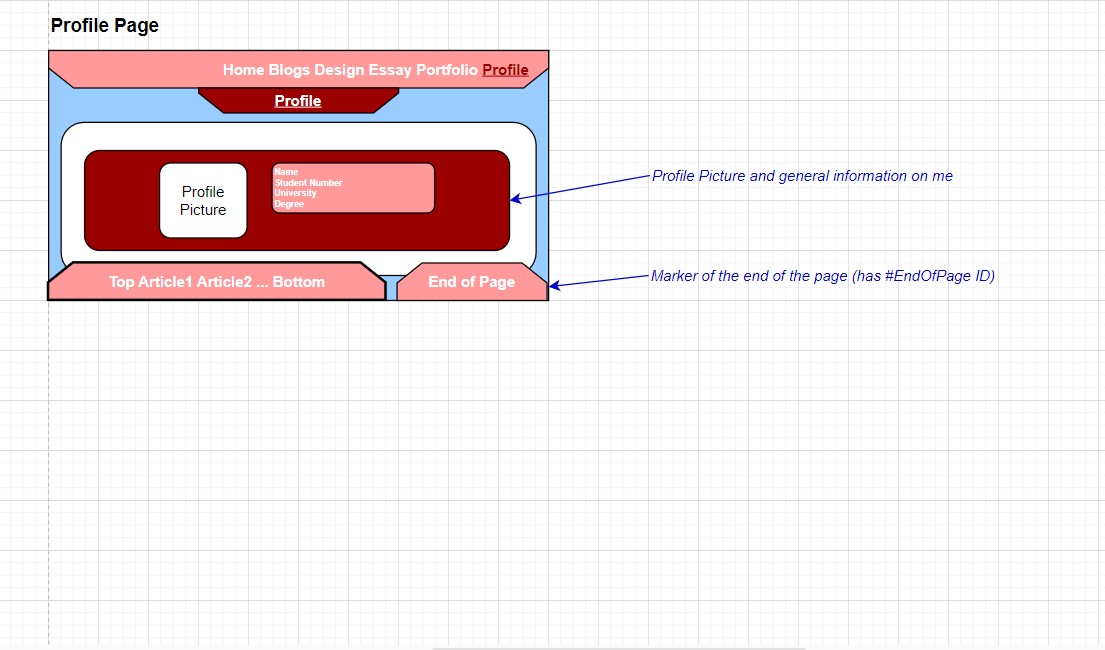 Profile Page
Home Blogs Design Essay Portfolio Profile
Profile
Profile
Picture
Name
Student Number
University
Degree
Profile Picture and general information on me
Top Article1 Article2 ... Bottom
End of Page
Marker of the end of the page (has #EndOfPage ID)